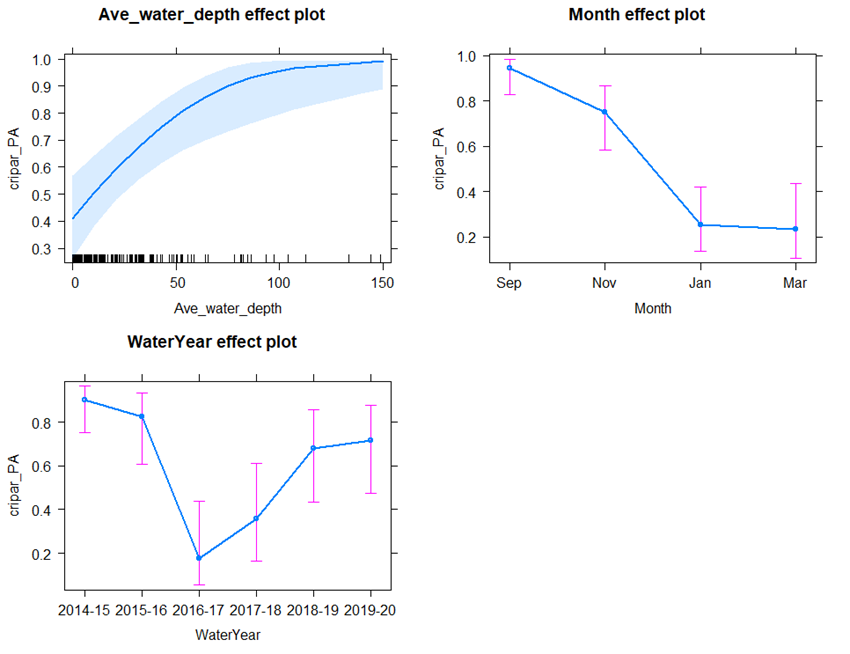 Ave_water_depth effect plot
cripar_PA
1.0
0.9
0.8
0.7
0.6
0.5
0.4
0.3
0 50 100 150
Ave_water_depth
Month effect plot
cripar_PA
1.0
0.8
0.6
0.4
0.2
Sep Nov Jan Mar
Month
WaterYear effect plot
cripar_PA
0.8
0.6
0.4
0.2
2014-15 2015-16 2016-17 2017-18 2018-19 2019-20
WaterYear